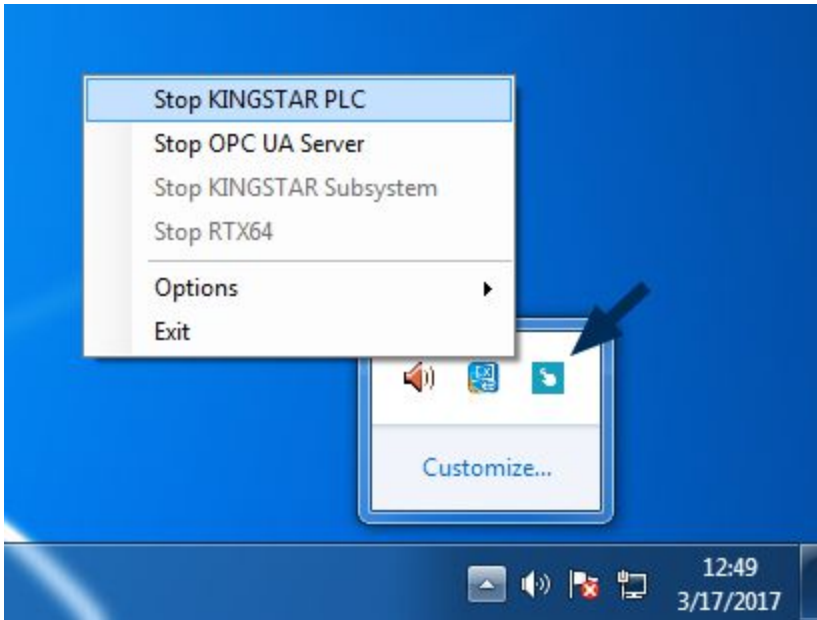 Stop KINGSTAR PLC
Stop OPC UA Server
Stop KINGSTAR Subsystem
Stop RTX64
Options
Exit
Customize...
12:49
3/17/2017